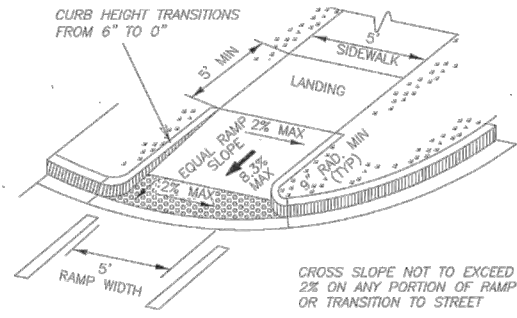 CURB HEIGHT TRANSITIONS
FROM 6" TO 0"
5' MIN
5'
SIDEWALK
LANDING
2% MAX
EQUAL RAMP
SLOPE
8.3%
MAX
9" RAD. MIN
(TYP)
2% MAX
5'
RAMP WIDTH
CROSS SLOPE NOT TO EXCEED
2% ON ANY PORTION OF RAMP
OR TRANSITION TO STREET